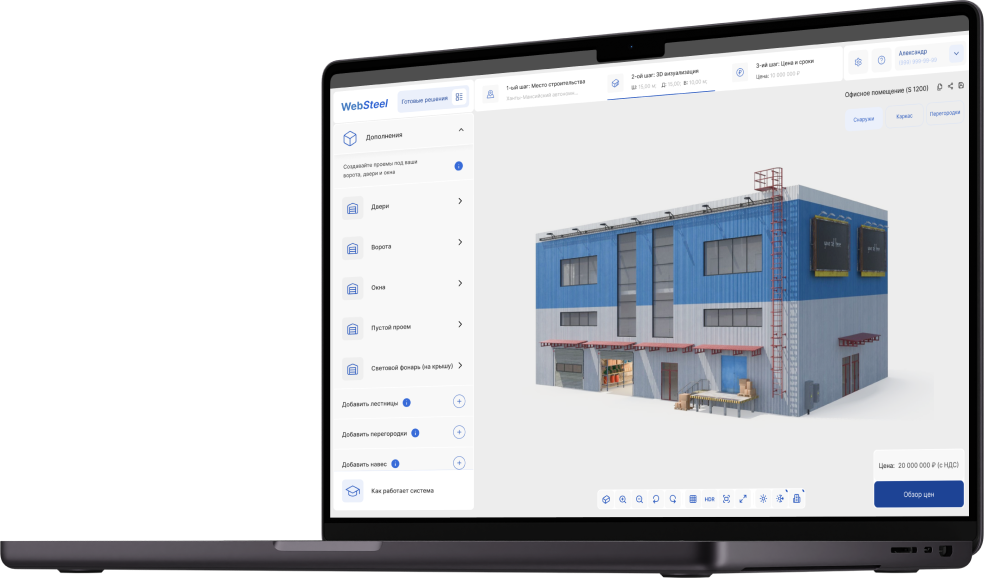 WebSteel
Готовые решения
1-ый шаг: Место строительства
Ханты-Мансийский автономн...
2-ой шаг: 3D визуализация
Ш: 15,00 м; Д: 15,00; В: 10,00 м;
3-ий шаг: Цена и сроки
Цена: 10 000 000 ₽
Александр
Офисное помещение (S 1200)
Снаружи
Каркас
Перегородки
Дополнения
Создавайте проемы под ваши
ворота, двери и окна
Двери
Ворота
Окна
Пустой проем
Световой фонарь (на крышу)
Добавить лестницы
Добавить перегородки
Добавить навес
Как работает система
HDR
Цена: 20 000 000 ₽ (с НДС)
Обзор цен